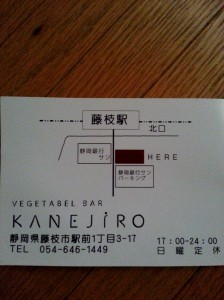 藤枝駅
北口
静岡銀行
サン
HERE
静岡銀行サン
パーキング
VEGETABEL BAR
KANEJIRO
静岡県藤枝市駅前1丁目3-17
17:00-24:00
TEL 054-646-1449
日曜定休